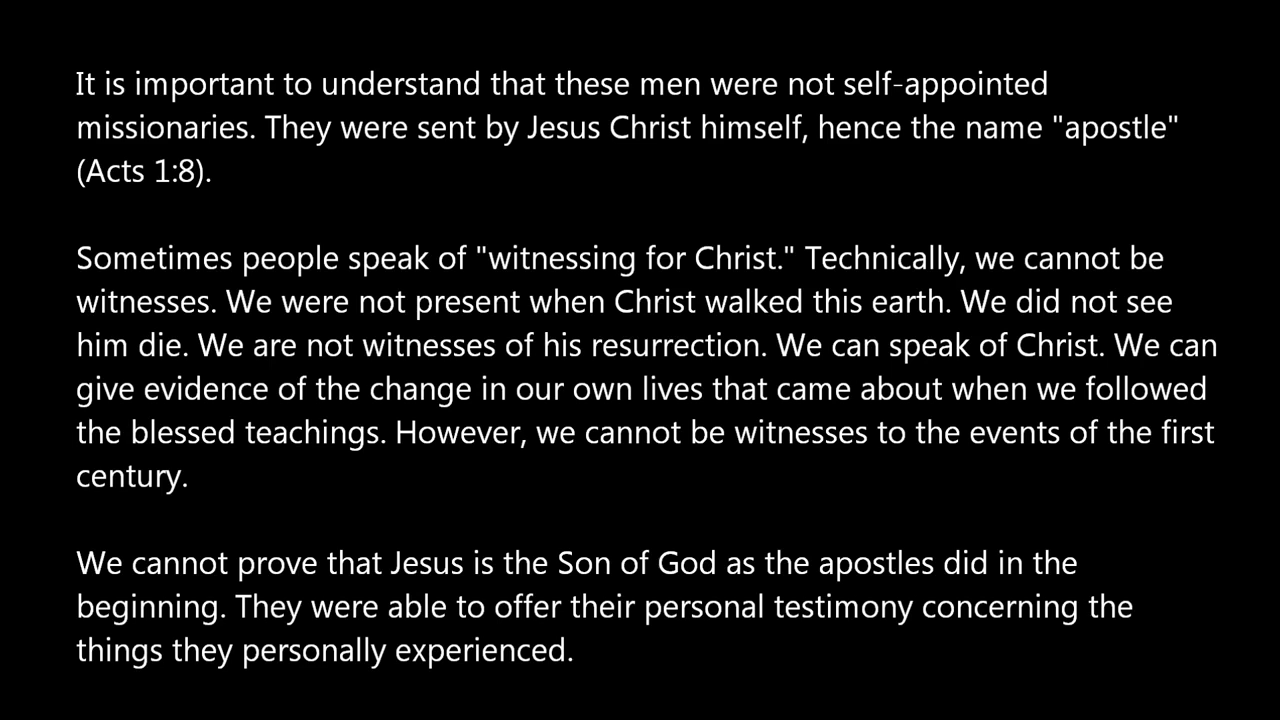 It is important to understand that these men were not self-appointed
missionaries. They were sent by Jesus Christ himself, hence the name "apostle"
(Acts 1:8).
Sometimes people speak of "witnessing for Christ." Technically, we cannot be
witnesses. We were not present when Christ walked this earth. We did not see
him die. We are not witnesses of his resurrection. We can speak of Christ. We can
give evidence of the change in our own lives that came about when we followed
the blessed teachings. However, we cannot be witnesses to the events of the first
century.
We cannot prove that Jesus is the Son of God as the apostles did in the
beginning. They were able to offer their personal testimony concerning the
things they personally experienced.